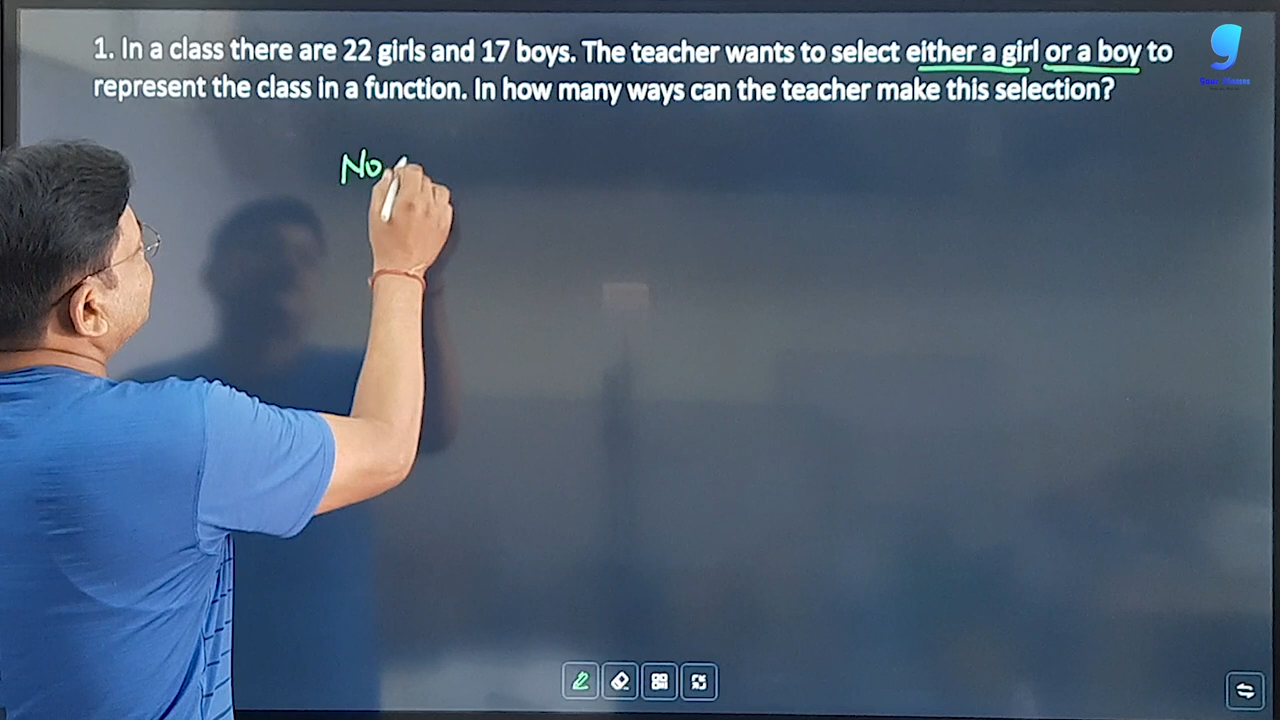 1. In a class there are 22 girls and 17 boys. The teacher wants to select either a girl or a boy to
represent the class in a function. In how many ways can the teacher make this selection?
No